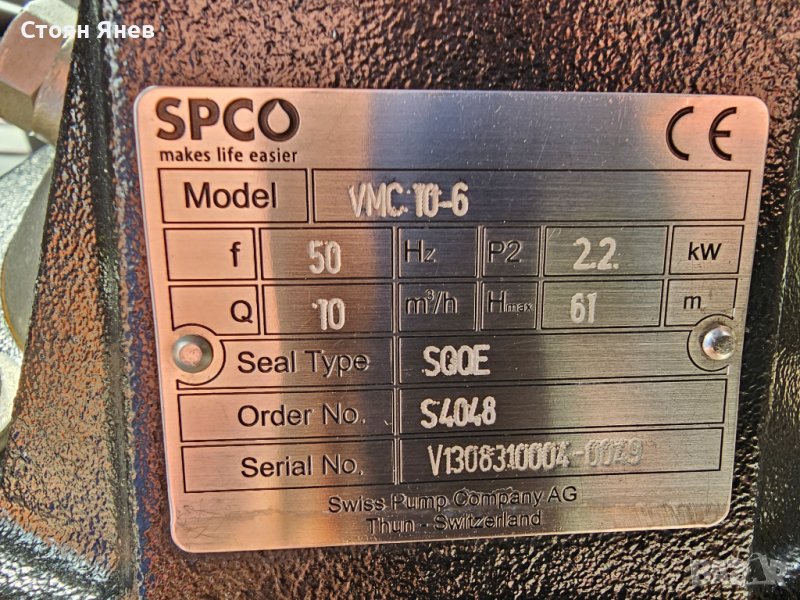 Стоян Янев
SPCO
makes life easier
CE
Model VMC 10-6
f 50 Hz P2 2.2 kW
Q 10 m³/h Hmax 61 m
Seal Type SQQE
Order No. S4048
Serial No. V1308310004-0049
Swiss Pump Company AG
Thun - Switzerland